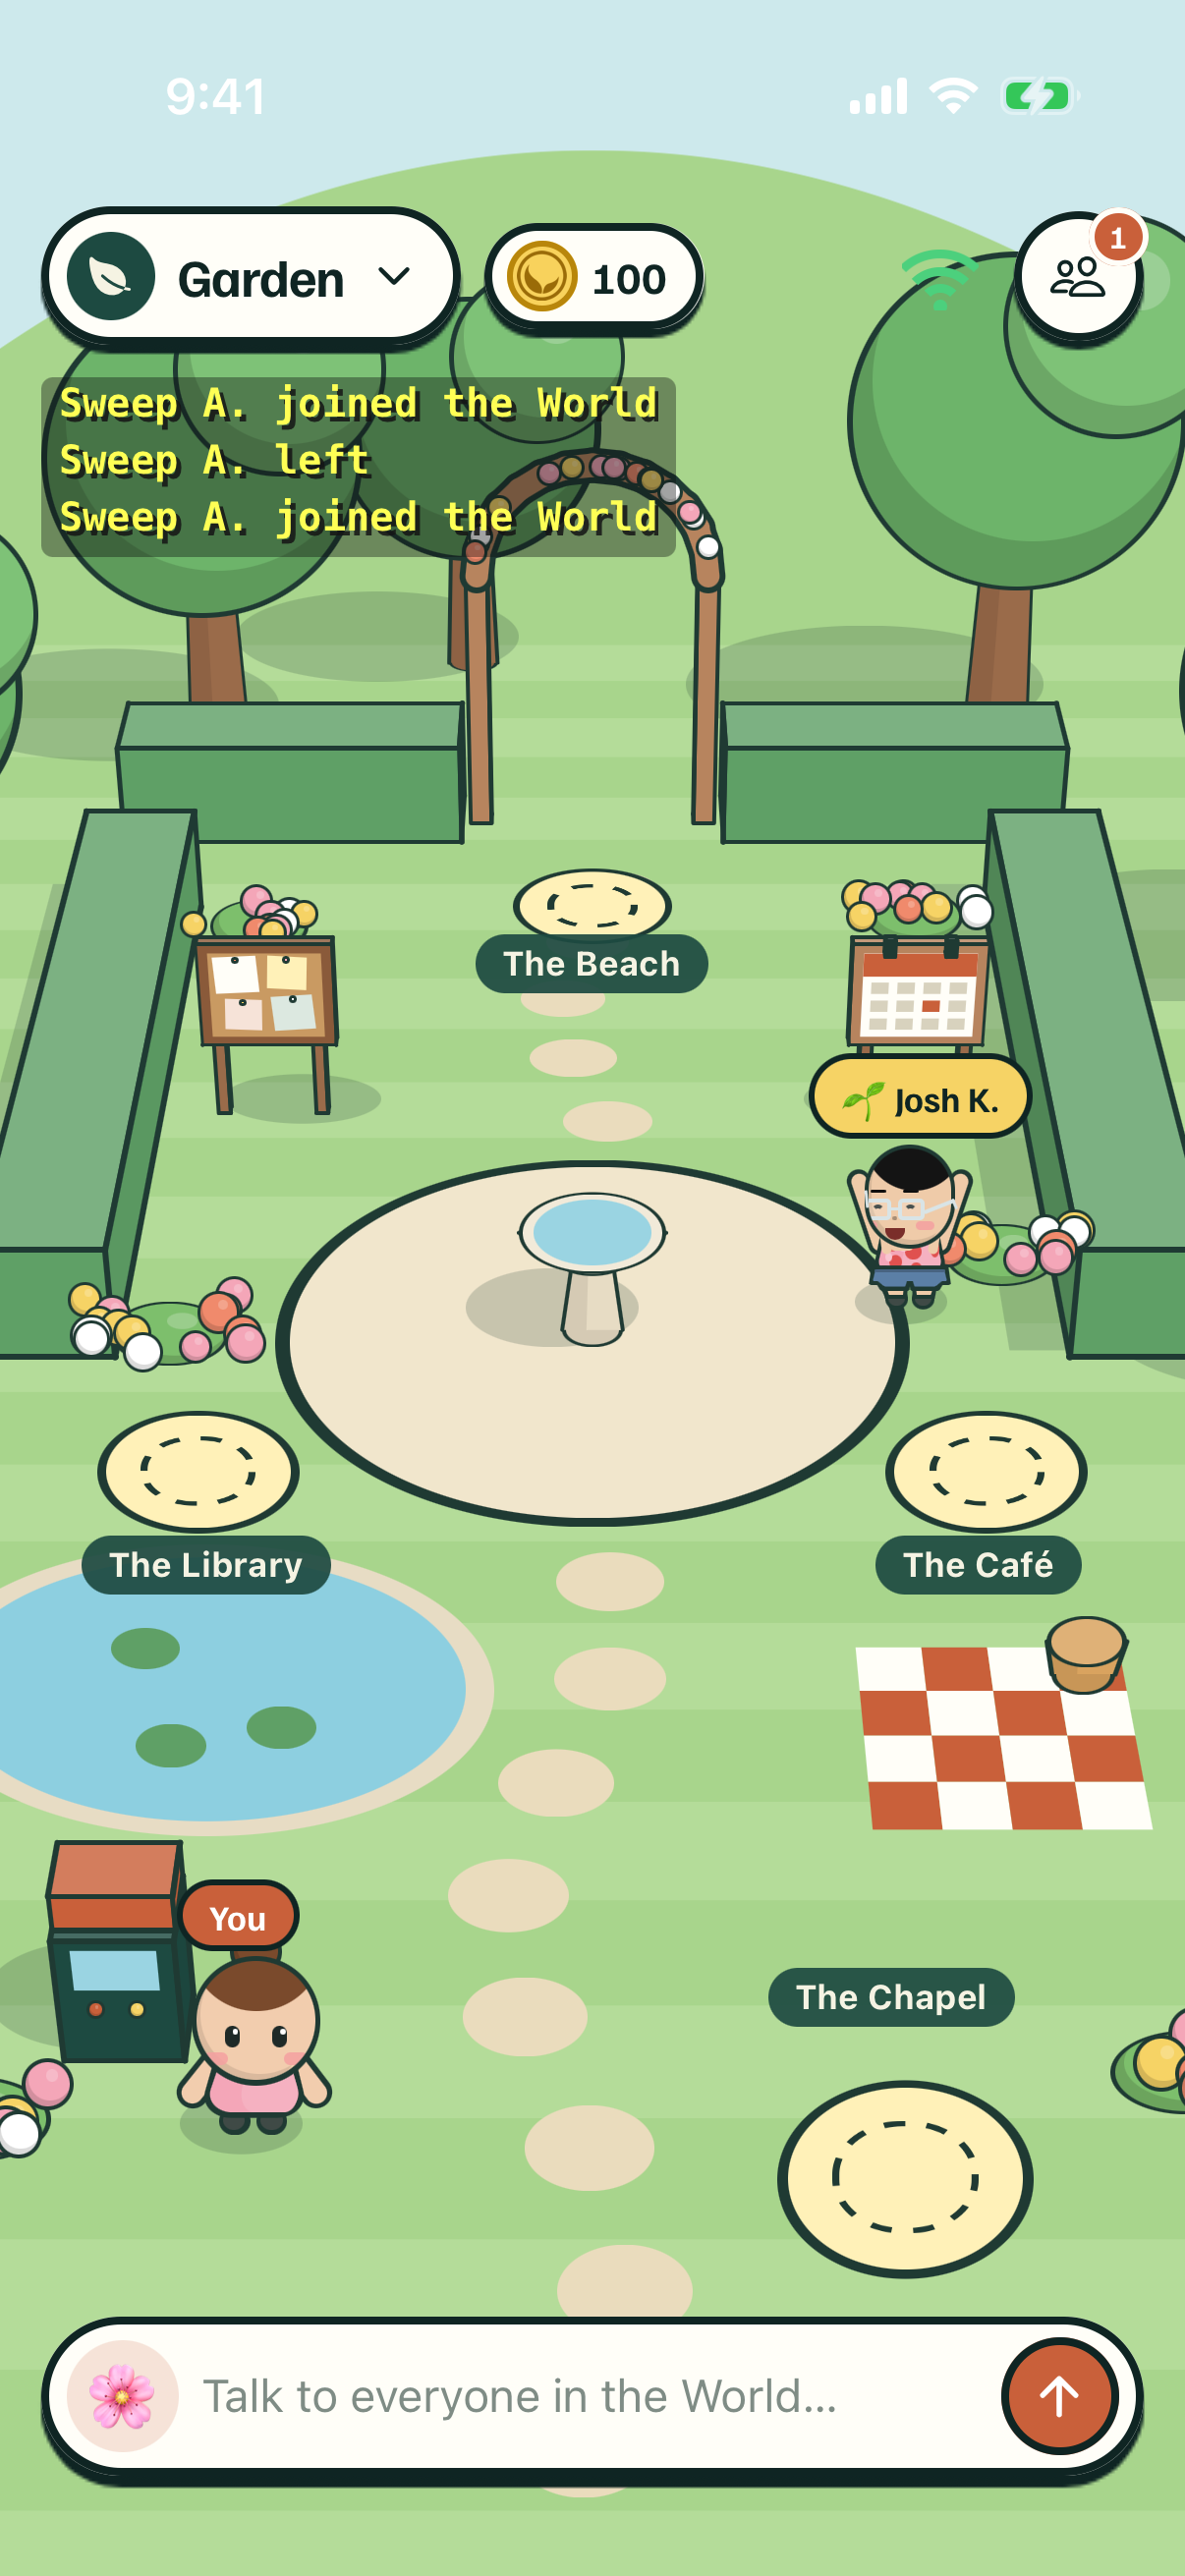 9:41
Garden
100
1
Sweep A. joined the World
Sweep A. left
Sweep A. joined the World
The Beach
Josh K.
The Library
The Café
You
The Chapel
Talk to everyone in the World...